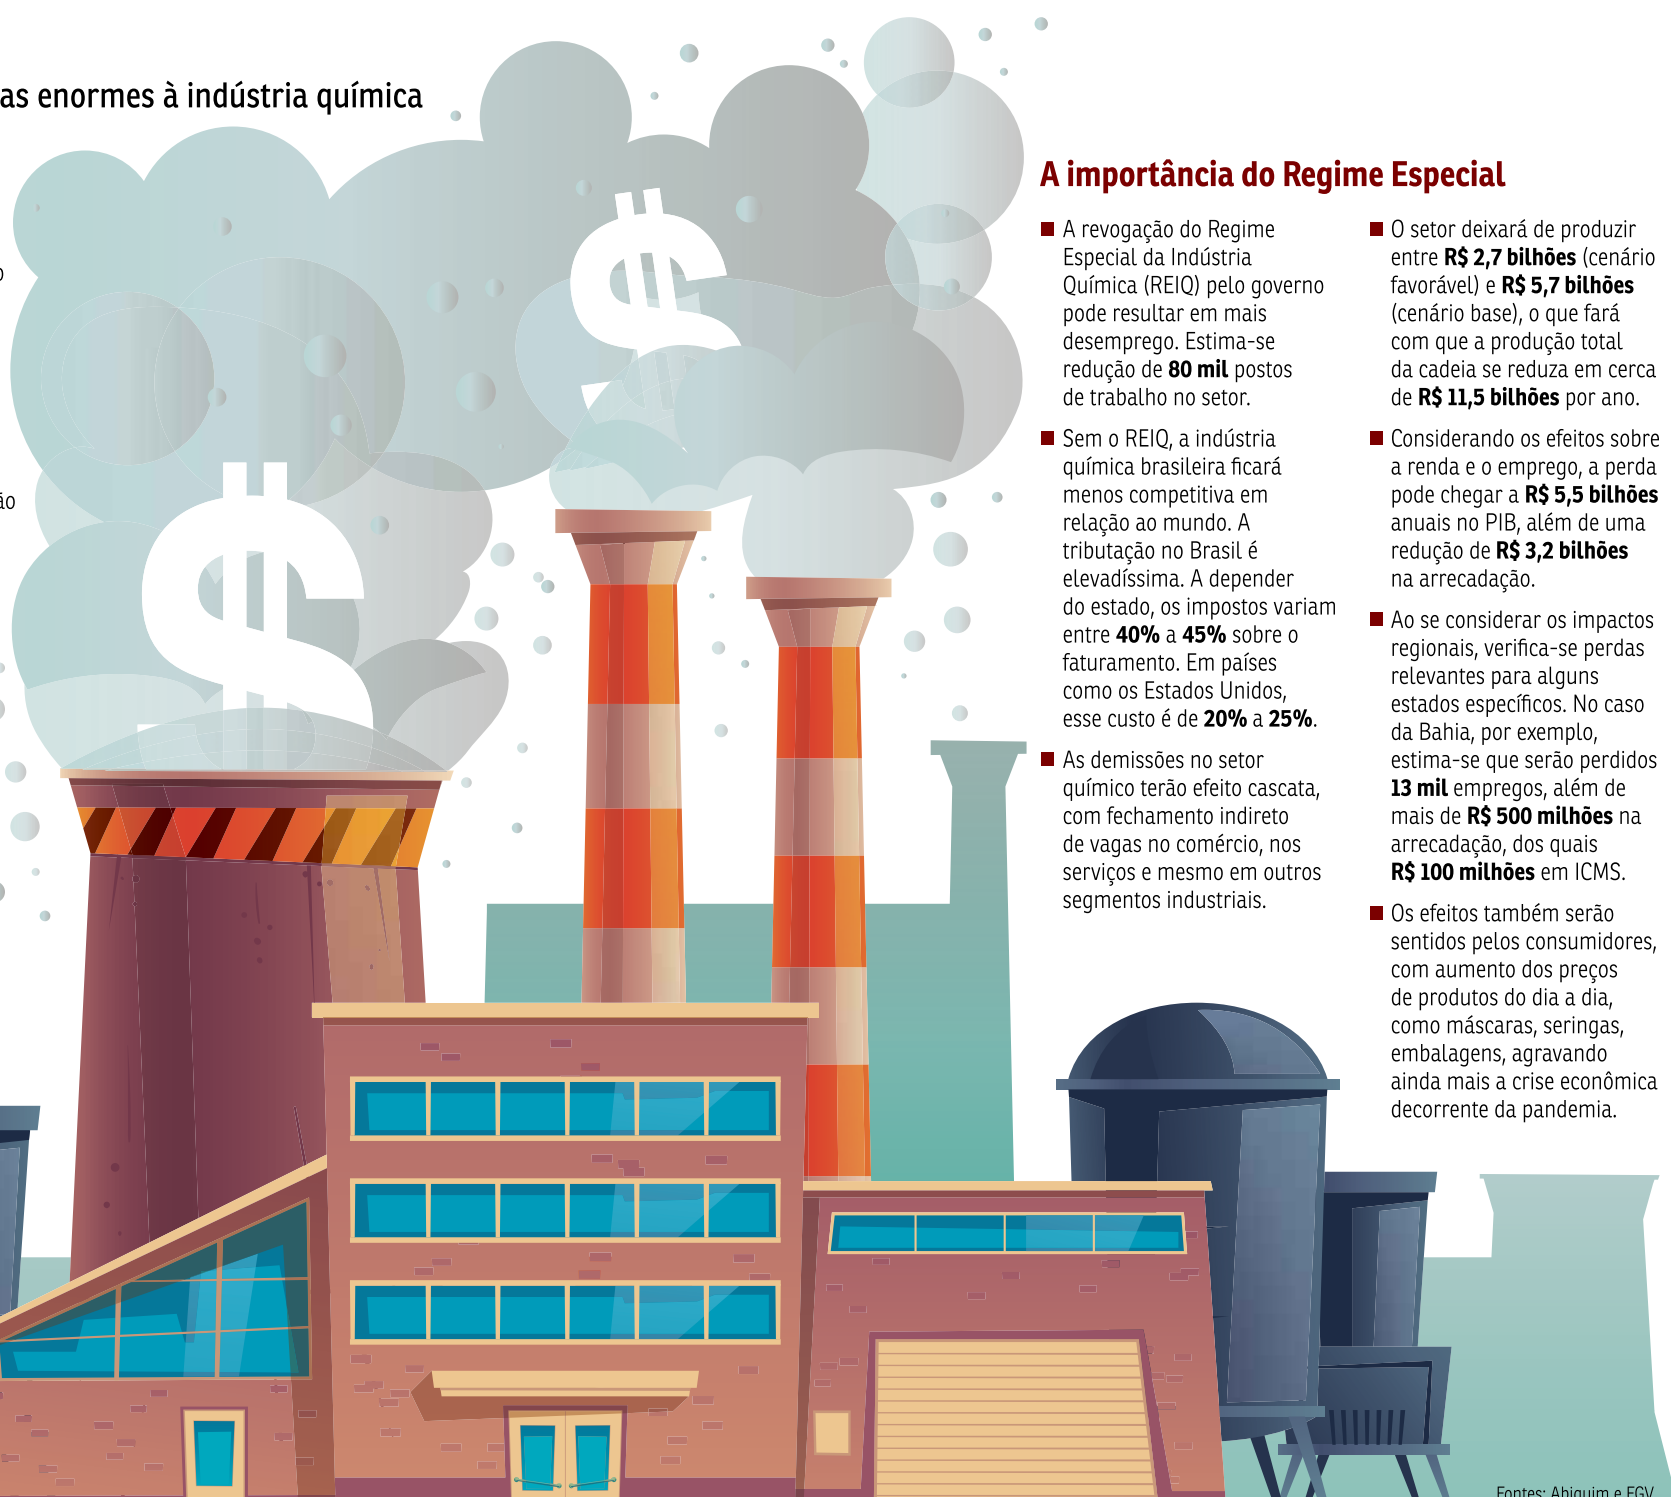 as enormes à indústria química
o
ão
A importância do Regime Especial
A revogação do Regime
Especial da Indústria
Química (REIQ) pelo governo
pode resultar em mais
desemprego. Estima-se
redução de 80 mil postos
de trabalho no setor.
Sem o REIQ, a indústria
química brasileira ficará
menos competitiva em
relação ao mundo. A
tributação no Brasil é
elevadíssima. A depender
do estado, os impostos variam
entre 40% a 45% sobre o
faturamento. Em países
como os Estados Unidos,
esse custo é de 20% a 25%.
As demissões no setor
químico terão efeito cascata,
com fechamento indireto
de vagas no comércio, nos
serviços e mesmo em outros
segmentos industriais.
O setor deixará de produzir
entre R$ 2,7 bilhões (cenário
favorável) e R$ 5,7 bilhões
(cenário base), o que fará
com que a produção total
da cadeia se reduza em cerca
de R$ 11,5 bilhões por ano.
Considerando os efeitos sobre
a renda e o emprego, a perda
pode chegar a R$ 5,5 bilhões
anuais no PIB, além de uma
redução de R$ 3,2 bilhões
na arrecadação.
Ao se considerar os impactos
regionais, verifica-se perdas
relevantes para alguns
estados específicos. No caso
da Bahia, por exemplo,
estima-se que serão perdidos
13 mil empregos, além de
mais de R$ 500 milhões na
arrecadação, dos quais
R$ 100 milhões em ICMS.
Os efeitos também serão
sentidos pelos consumidores,
com aumento dos preços
de produtos do dia a dia,
como máscaras, seringas,
embalagens, agravando
ainda mais a crise econômica
decorrente da pandemia.
Fontes: Abiquim e FGV
$
$